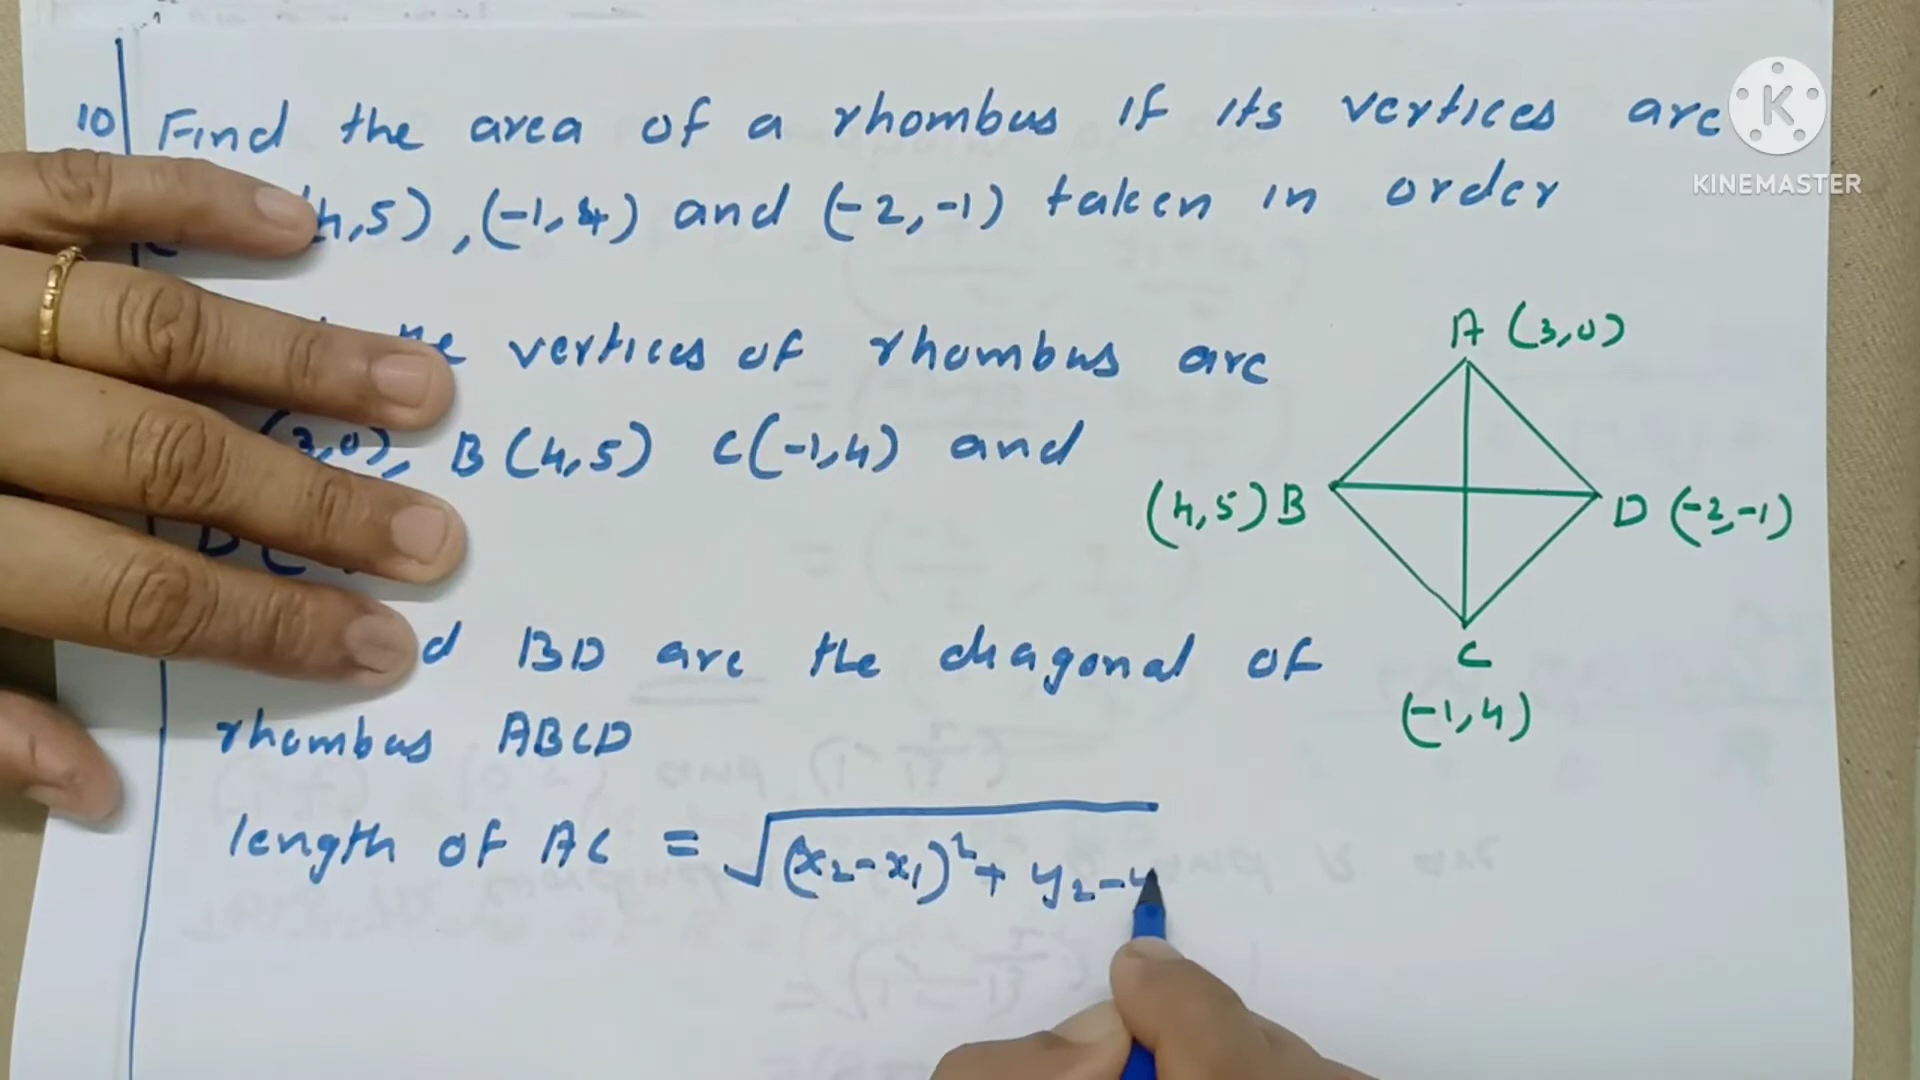 10 Find the area of a rhombus if its vertices are
4,5), (-1,4) and (-2,-1) taken in order
vertices of rhombus are
(3,0), B(4,5) C(-1,4) and
D(
BD are the diagonal of
rhombus ABCD
length of AC = √(x₂-x₁)²+ y₂-y
A (3,0)
(4,5) B
D (-2,-1)
C
(-1,4)
K
KINEMASTER